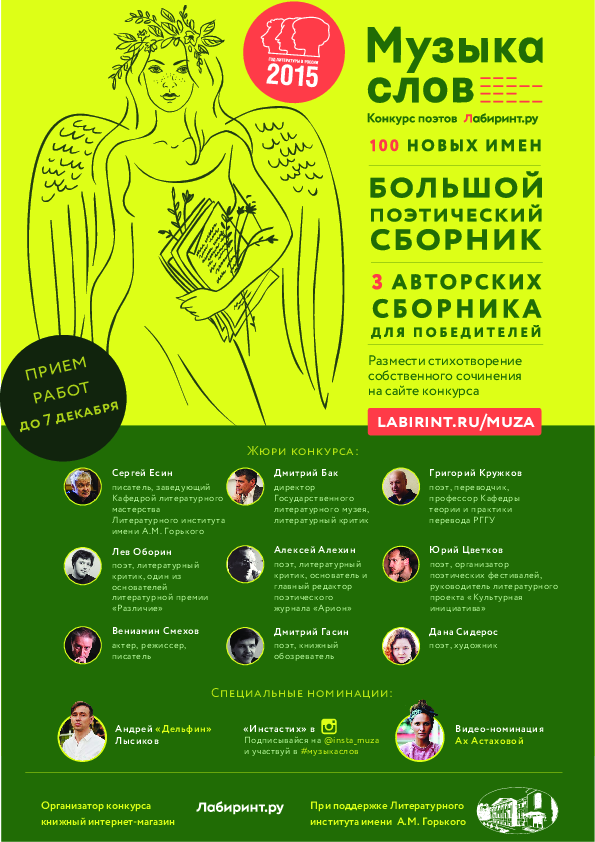 ГОД ЛИТЕРАТУРЫ В РОССИИ
2015
Музыка
слов
Конкурс поэтов Лабиринт.ру
100 НОВЫХ ИМЕН
БОЛЬШОЙ
ПОЭТИЧЕСКИЙ
СБОРНИК
3 АВТОРСКИХ
СБОРНИКА
ДЛЯ ПОБЕДИТЕЛЕЙ
Размести стихотворение
собственного сочинения
на сайте конкурса
LABIRINT.RU/MUZA
ПРИЕМ
РАБОТ
ДО 7 ДЕКАБРЯ
Жюри конкурса:
Сергей Есин
писатель, заведующий
Кафедрой литературного
мастерства
Литературного института
имени А.М. Горького
Дмитрий Бак
директор
Государственного
литературного музея,
литературный критик
Григорий Кружков
поэт, переводчик,
профессор Кафедры
теории и практики
перевода РГГУ
Лев Оборин
поэт, литературный
критик, один из
основателей
литературной премии
«Различие»
Алексей Алехин
поэт, литературный
критик, основатель и
главный редактор
поэтического
журнала «Арион»
Юрий Цветков
поэт, организатор
поэтических фестивалей,
руководитель литературного
проекта «Культурная
инициатива»
Вениамин Смехов
актер, режиссер,
писатель
Дмитрий Гасин
поэт, книжный
обозреватель
Дана Сидерос
поэт, художник
Специальные номинации:
Андрей «Дельфин»
Лысиков
«Инстастих» в
Подписывайся на @insta_muza
и участвуй в #музыкаслов
Видео-номинация
Ах Астаховой
Организатор конкурса
книжный интернет-магазин
Лабиринт.ру
При поддержке Литературного
института имени А.М. Горького